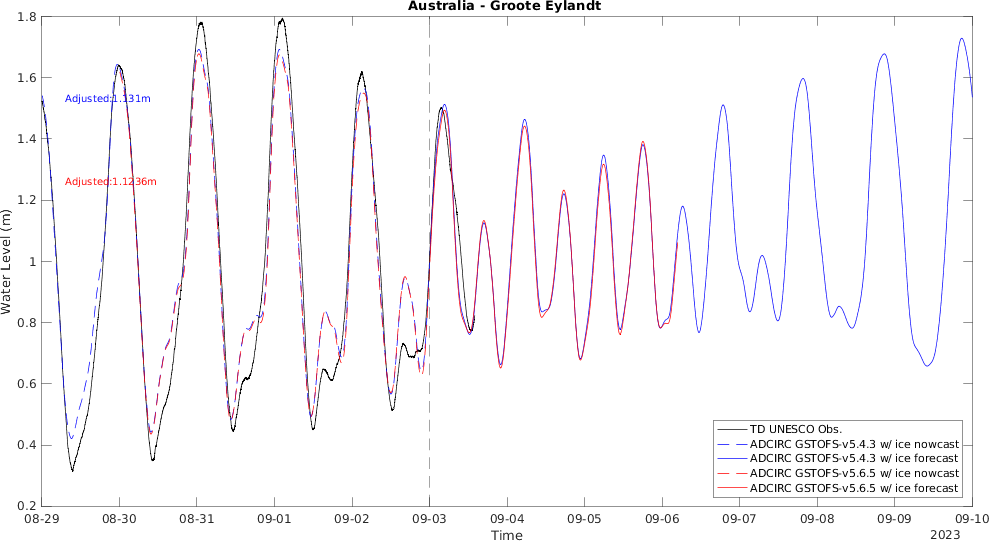 Australia - Groote Eylandt
1.8
1.6
1.4
1.2
1
0.8
0.6
0.4
0.2
Water Level (m)
Adjusted:1.131m
Adjusted:1.1236m
TD UNESCO Obs.
ADCIRC GSTOFS-v5.4.3 w/ ice nowcast
ADCIRC GSTOFS-v5.4.3 w/ ice forecast
ADCIRC GSTOFS-v5.6.5 w/ ice nowcast
ADCIRC GSTOFS-v5.6.5 w/ ice forecast
08-29 08-30 08-31 09-01 09-02 09-03 09-04 09-05 09-06 09-07 09-08 09-09 09-10
Time
2023